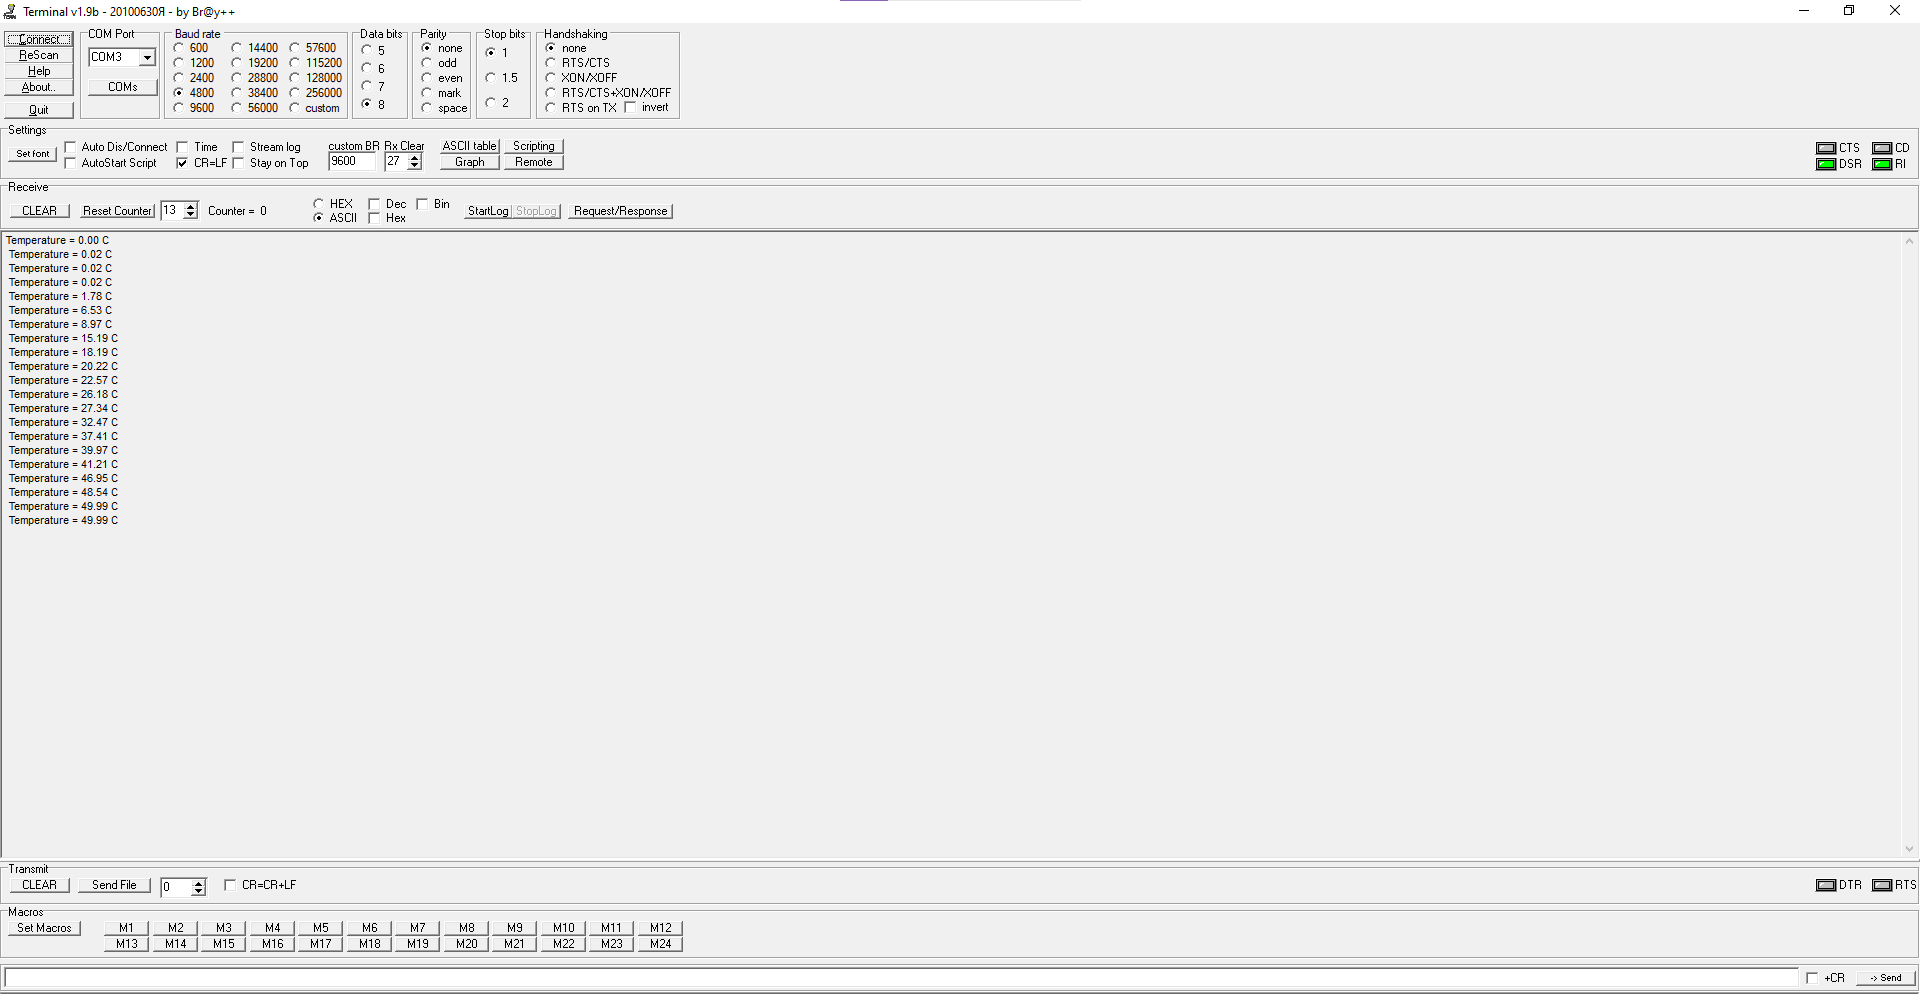 Terminal v1.9b - 20100630Я - by Br@y++
Connect
ReScan
Help
About..
Quit
COM Port
COM3
COMs
Baud rate
600 14400 57600
1200 19200 115200
2400 28800 128000
4800 38400 256000
9600 56000 custom
Data bits
5
6
7
8
Parity
none
odd
even
mark
space
Stop bits
1
1.5
2
Handshaking
none
RTS/CTS
XON/XOFF
RTS/CTS+XON/XOFF
RTS on TX invert
Settings
Set font
Auto Dis/Connect Time Stream log
AutoStart Script CR=LF Stay on Top
custom BR Rx Clear
9600 27
ASCII table Scripting
Graph Remote
CTS CD
DSR RI
Receive
CLEAR Reset Counter 13 Counter = 0
HEX Dec Bin
ASCII Hex
StartLog StopLog Request/Response
Temperature = 0.00 C
Temperature = 0.02 C
Temperature = 0.02 C
Temperature = 0.02 C
Temperature = 1.78 C
Temperature = 6.53 C
Temperature = 8.97 C
Temperature = 15.19 C
Temperature = 18.19 C
Temperature = 20.22 C
Temperature = 22.57 C
Temperature = 26.18 C
Temperature = 27.34 C
Temperature = 32.47 C
Temperature = 37.41 C
Temperature = 39.97 C
Temperature = 41.21 C
Temperature = 46.95 C
Temperature = 48.54 C
Temperature = 49.99 C
Temperature = 49.99 C
Transmit
CLEAR Send File 0 CR=CR+LF DTR RTS
Macros
Set Macros M1 M2 M3 M4 M5 M6 M7 M8 M9 M10 M11 M12
M13 M14 M15 M16 M17 M18 M19 M20 M21 M22 M23 M24
+CR -> Send